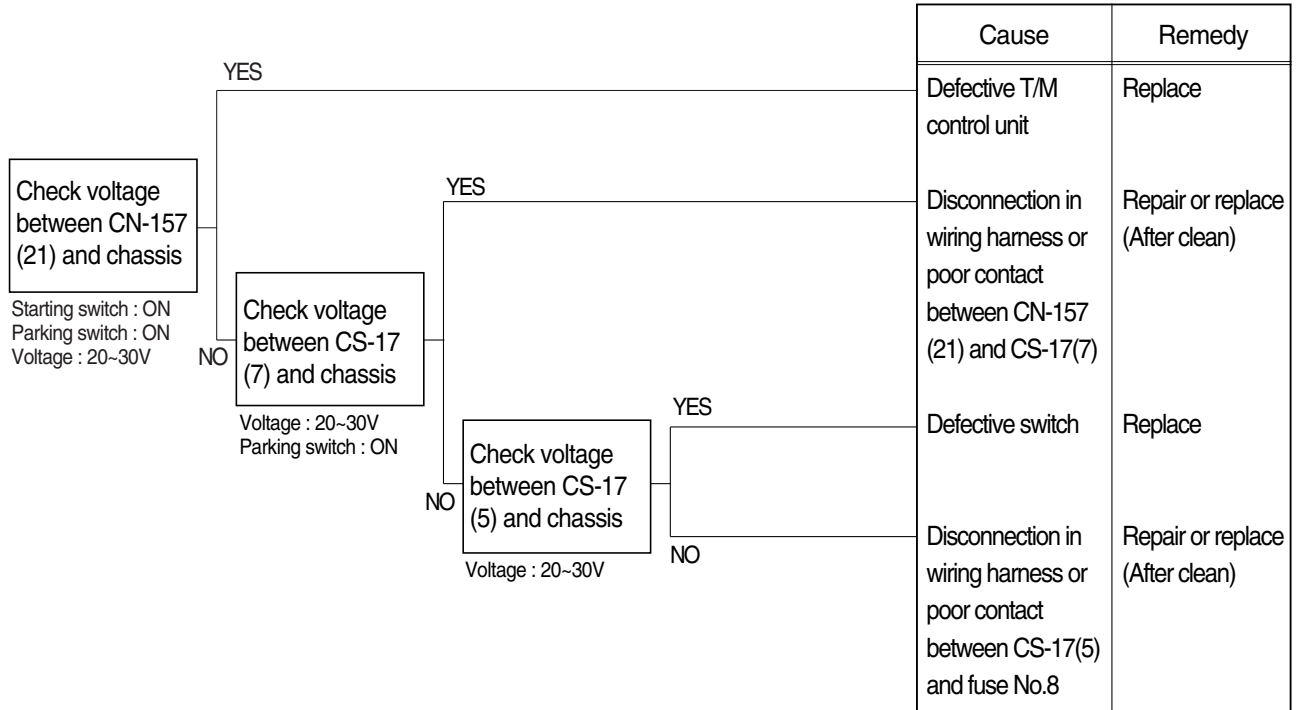 Cause
Remedy
YES
Defective T/M
control unit
Replace
Check voltage
between CN-157
(21) and chassis
Starting switch : ON
Parking switch : ON
Voltage : 20~30V
NO
YES
Disconnection in
wiring harness or
poor contact
between CN-157
(21) and CS-17(7)
Repair or replace
(After clean)
Check voltage
between CS-17
(7) and chassis
Voltage : 20~30V
Parking switch : ON
NO
YES
Defective switch
Replace
Check voltage
between CS-17
(5) and chassis
Voltage : 20~30V
NO
Disconnection in
wiring harness or
poor contact
between CS-17(5)
and fuse No.8
Repair or replace
(After clean)